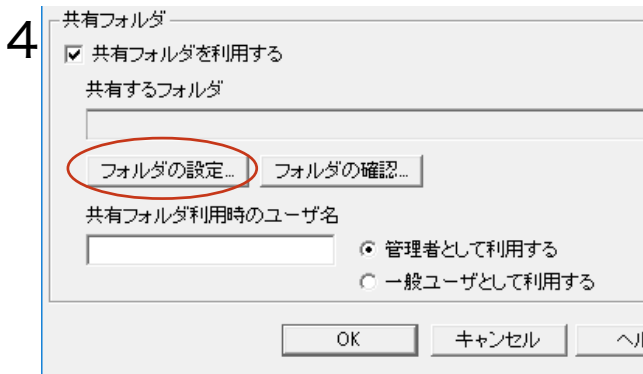 4
共有フォルダ
共有フォルダを利用する
共有するフォルダ
フォルダの設定... フォルダの確認...
共有フォルダ利用時のユーザ名
管理者として利用する
一般ユーザとして利用する
OK キャンセル